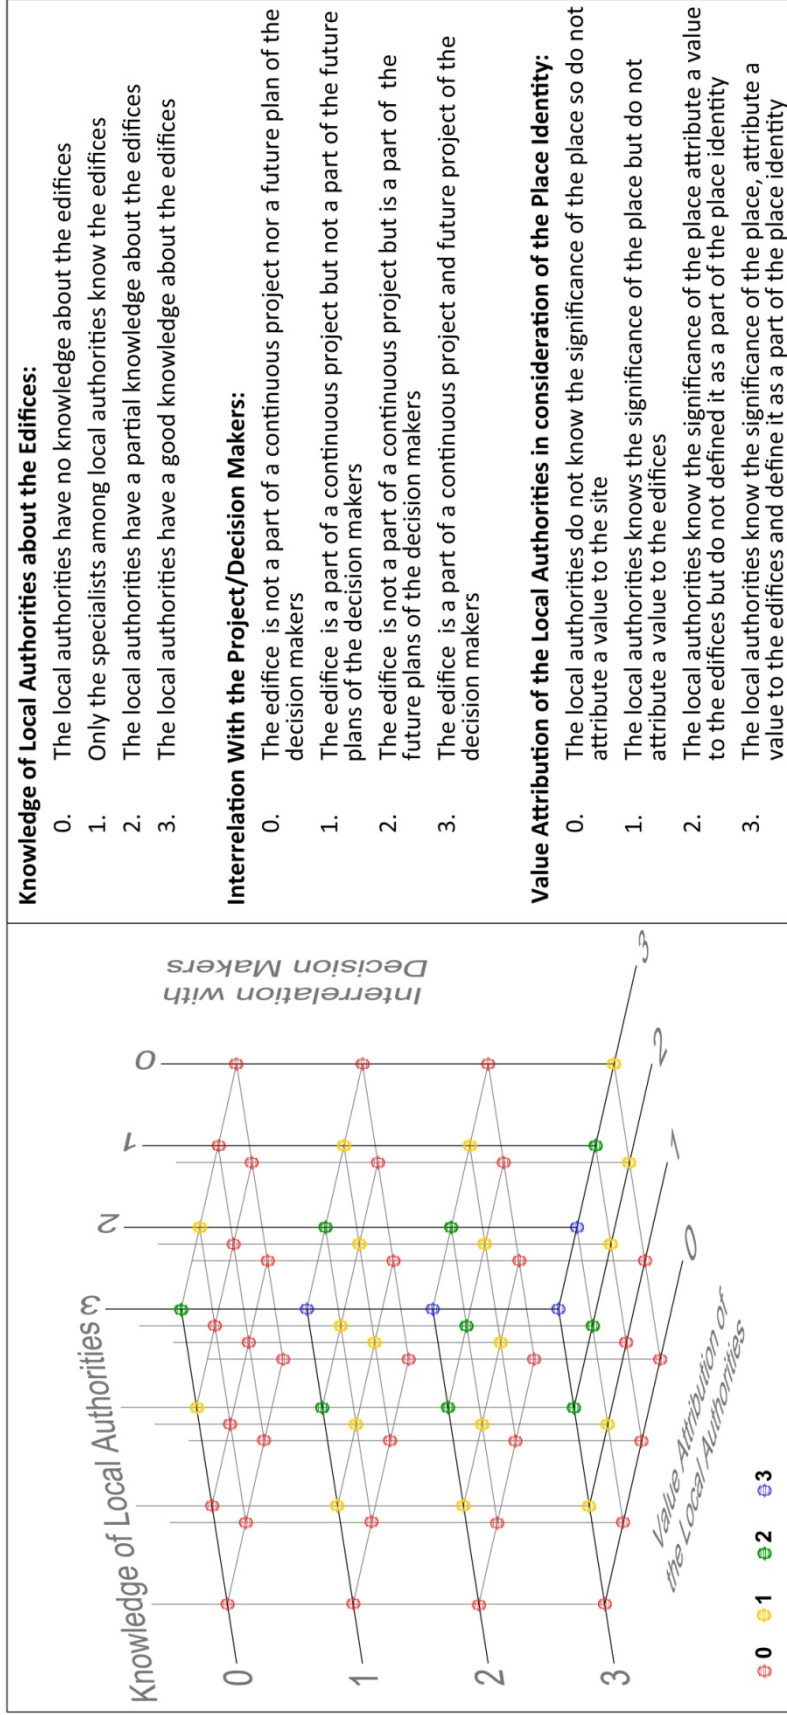 Knowledge of Local Authorities about the Edifices:
0. The local authorities have no knowledge about the edifices
1. Only the specialists among local authorities know the edifices
2. The local authorities have a partial knowledge about the edifices
3. The local authorities have a good knowledge about the edifices
Interrelation With the Project/Decision Makers:
0. The edifice is not a part of a continuous project nor a future plan of the
decision makers
1. The edifice is a part of a continuous project but not a part of the future
plans of the decision makers
2. The edifice is not a part of a continuous project but is a part of the
future plans of the decision makers
3. The edifice is a part of a continuous project and future project of the
decision makers
Value Attribution of the Local Authorities in consideration of the Place Identity:
0. The local authorities do not know the significance of the place so do not
attribute a value to the site
1. The local authorities knows the significance of the place but do not
attribute a value to the edifices
2. The local authorities know the significance of the place attribute a value
to the edifices but do not defined it as a part of the place identity
3. The local authorities know the significance of the place, attribute a
value to the edifices and define it as a part of the place identity
Knowledge of Local Authorities
3
2
1
0
Interrelation with
Decision Makers
0
1
2
3
Value Attribution of
the Local Authorities
0
1
2
3
0 1 2 3